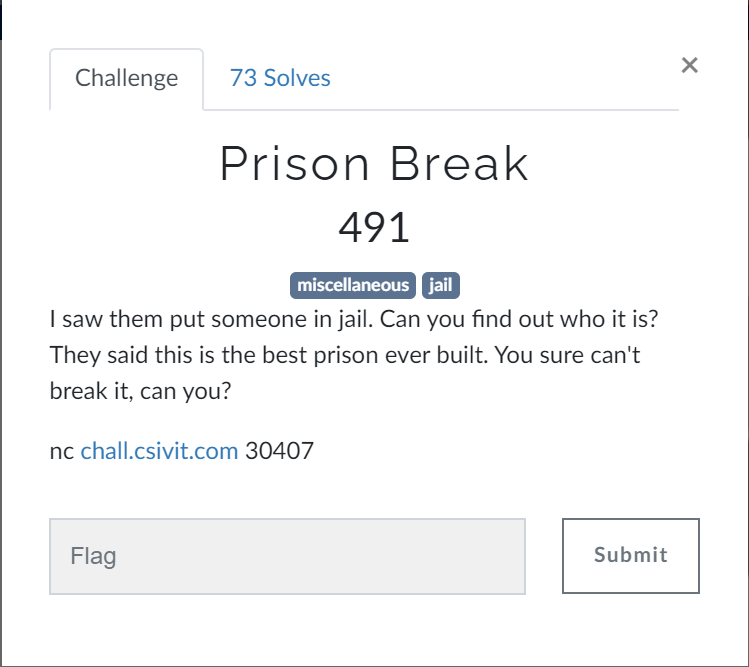 Challenge
73 Solves
×
Prison Break
491
miscellaneous jail
I saw them put someone in jail. Can you find out who it is?
They said this is the best prison ever built. You sure can't
break it, can you?
nc chall.csivit.com 30407
Flag
Submit